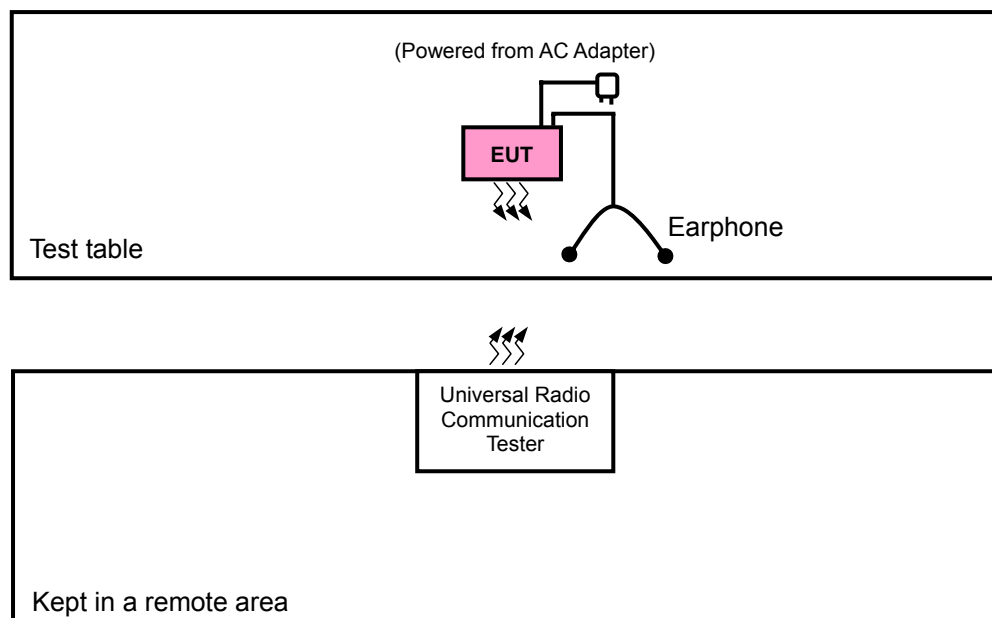 (Powered from AC Adapter)
EUT
Earphone
Test table
Universal Radio
Communication
Tester
Kept in a remote area